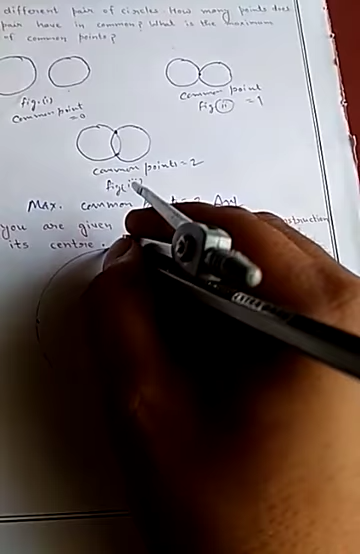 different pair of circles. How many points does
pair have in common? What is the maximum
of common points?
fig.(i)
common point
=0
common point
fig (ii) = 1
common points = 2
fig(iii)
Max. common
you are given
its centre.